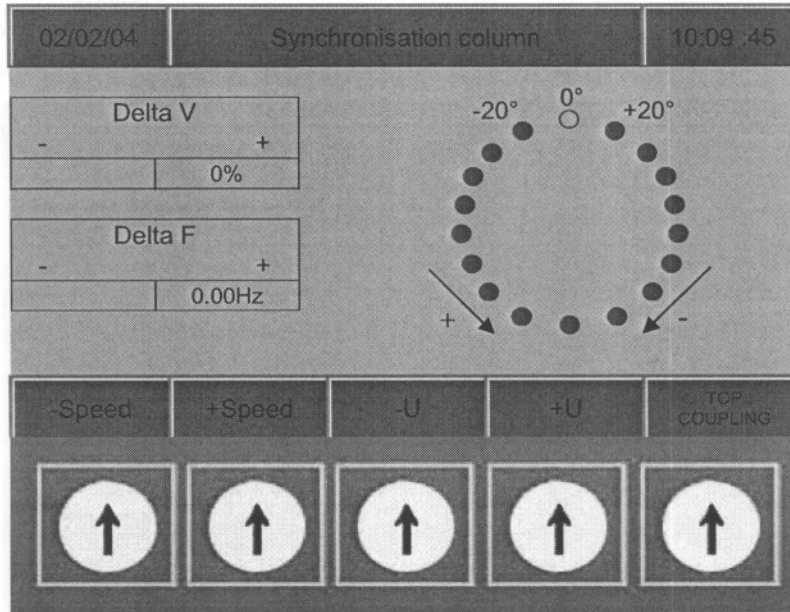 02/02/04
Synchronisation column
10:09 :45
Delta V
- +
0%
Delta F
- +
0.00Hz
-20° 0° +20°
+ -
-Speed
+Speed
-U
+U
TOP
COUPLING